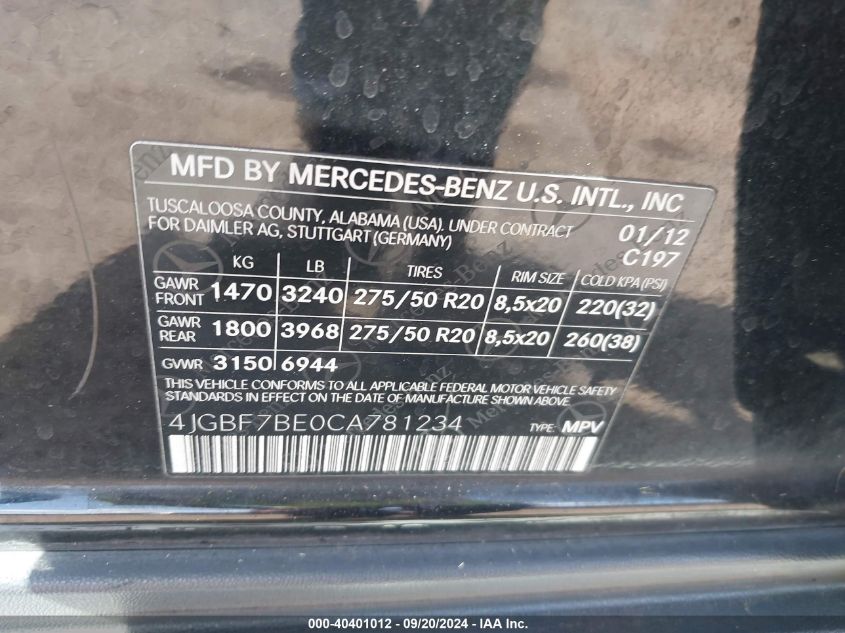 MFD BY MERCEDES-BENZ U.S. INTL., INC
TUSCALOOSA COUNTY, ALABAMA (USA). UNDER CONTRACT 01/12
FOR DAIMLER AG, STUTTGART (GERMANY) C197
KG LB TIRES RIM SIZE COLD KPA(PSI)
GAWR FRONT 1470 3240 275/50 R20 8,5x20 220(32)
GAWR REAR 1800 3968 275/50 R20 8,5x20 260(38)
GVWR 3150 6944
THIS VEHICLE CONFORMS TO ALL APPLICABLE FEDERAL MOTOR VEHICLE SAFETY
STANDARDS IN EFFECT ON THE DATE OF MANUFACTURE SHOWN ABOVE.
4JGBF7BE0CA781234 TYPE: MPV
000-40401012 - 09/20/2024 - IAA Inc.